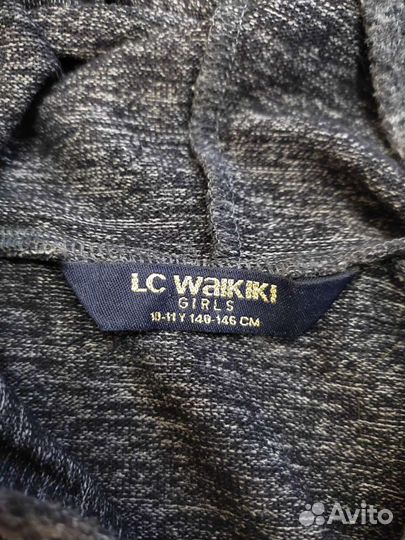 LC WAIKIKI
GIRLS
10-11 Y 140-146 CM
Avito